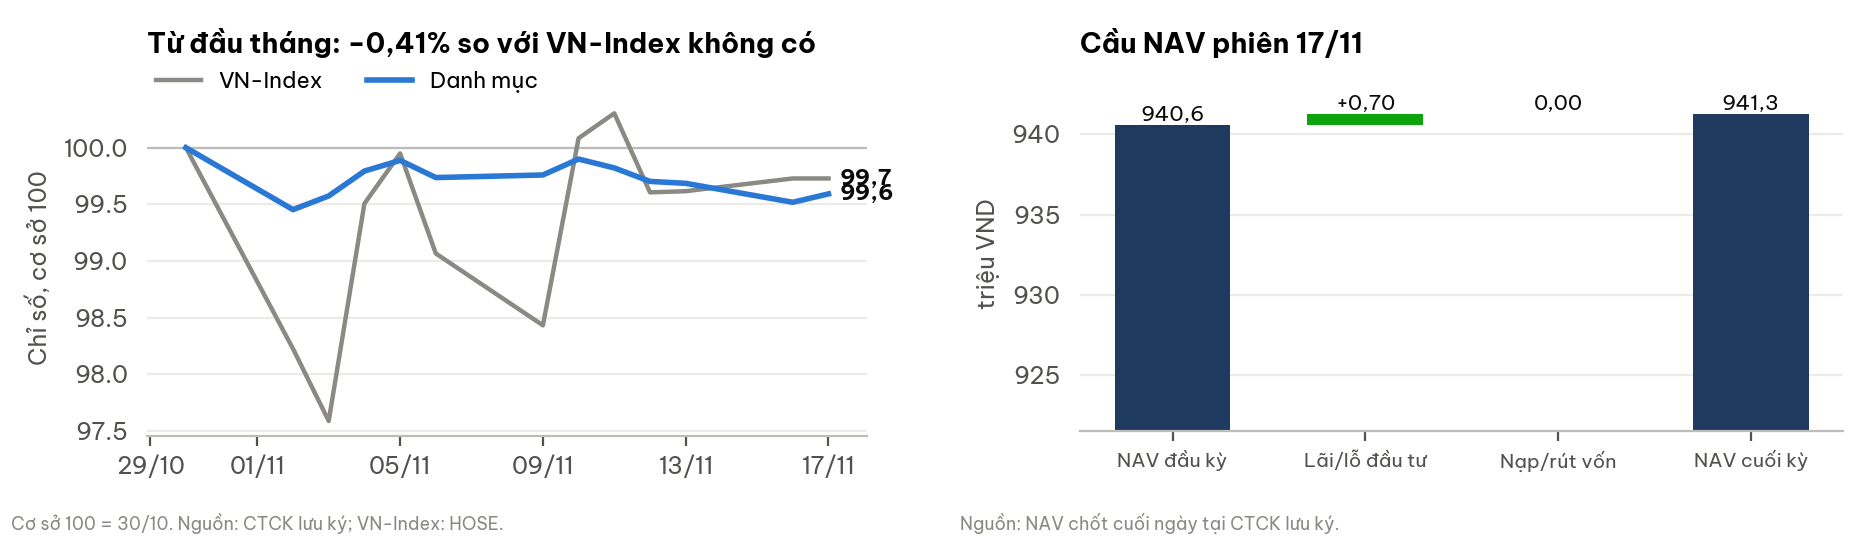 Từ đầu tháng: −0,41% so với VN-Index không có
VN-Index
Danh mục
Chỉ số, cơ sở 100
100.0
99.5
99.0
98.5
98.0
97.5
99,7
99,6
29/10
01/11
05/11
09/11
13/11
17/11
Cơ sở 100 = 30/10. Nguồn: CTCK lưu ký; VN-Index: HOSE.
Cầu NAV phiên 17/11
triệu VND
940
935
930
925
940,6
+0,70
0,00
941,3
NAV đầu kỳ
Lãi/lỗ đầu tư
Nạp/rút vốn
NAV cuối kỳ
Nguồn: NAV chốt cuối ngày tại CTCK lưu ký.